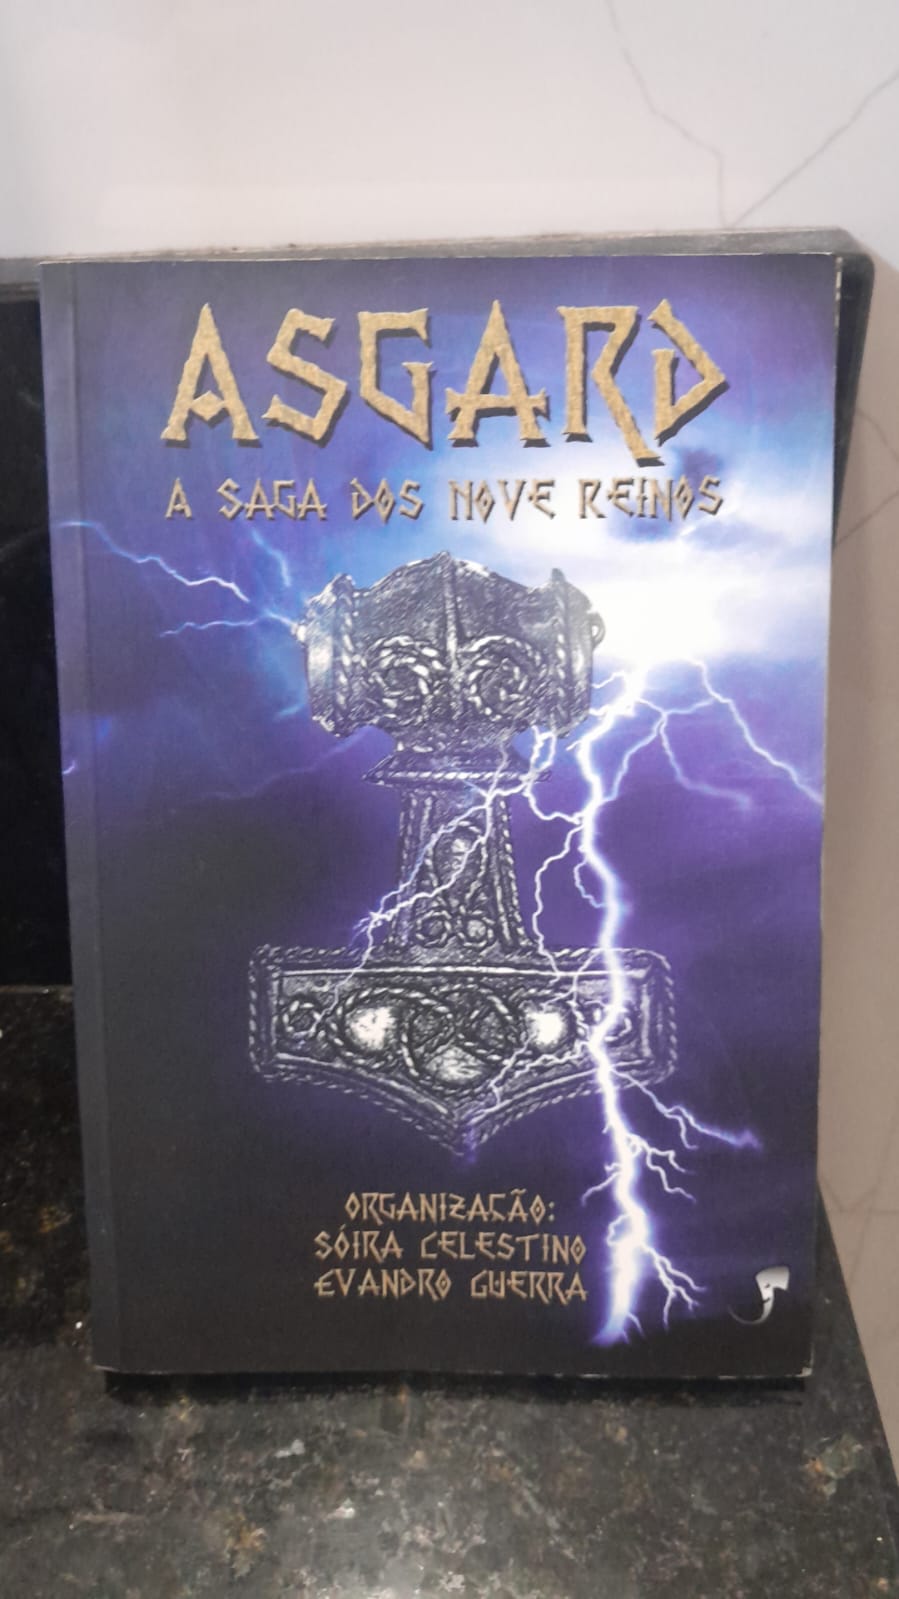 ASGARD
A SAGA DOS NOVE REINOS
ORGANIZAÇÃO:
SÓIRA CELESTINO
EVANDRO GUERRA